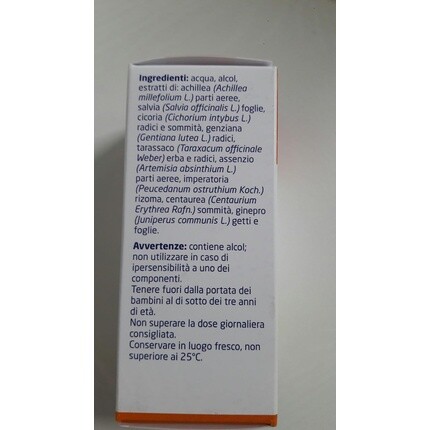 Ingredienti: acqua, alcol,
estratti di: achillea (Achillea
millefolium L.) parti aeree,
salvia (Salvia officinalis L.) foglie,
cicoria (Cichorium intybus L.)
radici e sommità, genziana
(Gentiana lutea L.) radici,
tarassaco (Taraxacum officinale
Weber) erba e radici, assenzio
(Artemisia absinthium L.)
parti aeree, imperatoria
(Peucedanum ostruthium Koch.)
rizoma, centaurea (Centaurium
Erythrea Rafn.) sommità, ginepro
(Juniperus communis L.) getti e
foglie.
Avvertenze: contiene alcol;
non utilizzare in caso di
ipersensibilità a uno dei
componenti.
Tenere fuori dalla portata dei
bambini al di sotto dei tre anni
di età.
Non superare la dose giornaliera
consigliata.
Conservare in luogo fresco, non
superiore ai 25°C.